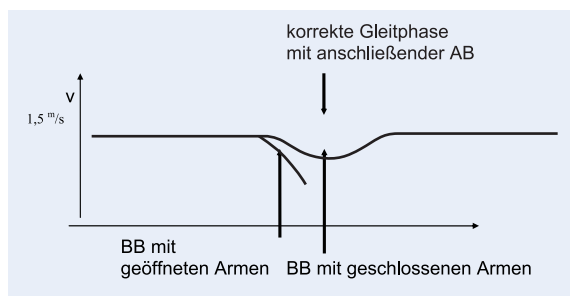 korrekte Gleitphase
mit anschließender AB
v
1,5 m/s
BB mit
geöffneten Armen
BB mit geschlossenen Armen